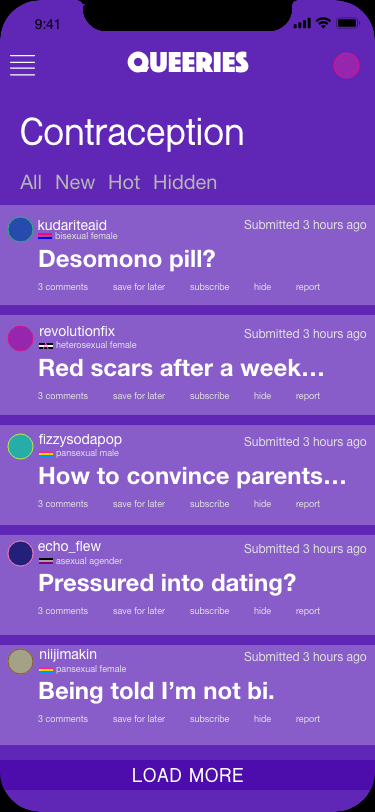 9:41
QUEERIES
Contraception
All New Hot Hidden
kudariteaid Submitted 3 hours ago
bisexual female
Desomono pill?
3 comments save for later subscribe hide report
revolutionfix Submitted 3 hours ago
heterosexual female
Red scars after a week...
3 comments save for later subscribe hide report
fizzysodapop Submitted 3 hours ago
pansexual male
How to convince parents...
3 comments save for later subscribe hide report
echo_flew Submitted 3 hours ago
asexual agender
Pressured into dating?
3 comments save for later subscribe hide report
niijimakin Submitted 3 hours ago
pansexual female
Being told I’m not bi.
3 comments save for later subscribe hide report
LOAD MORE